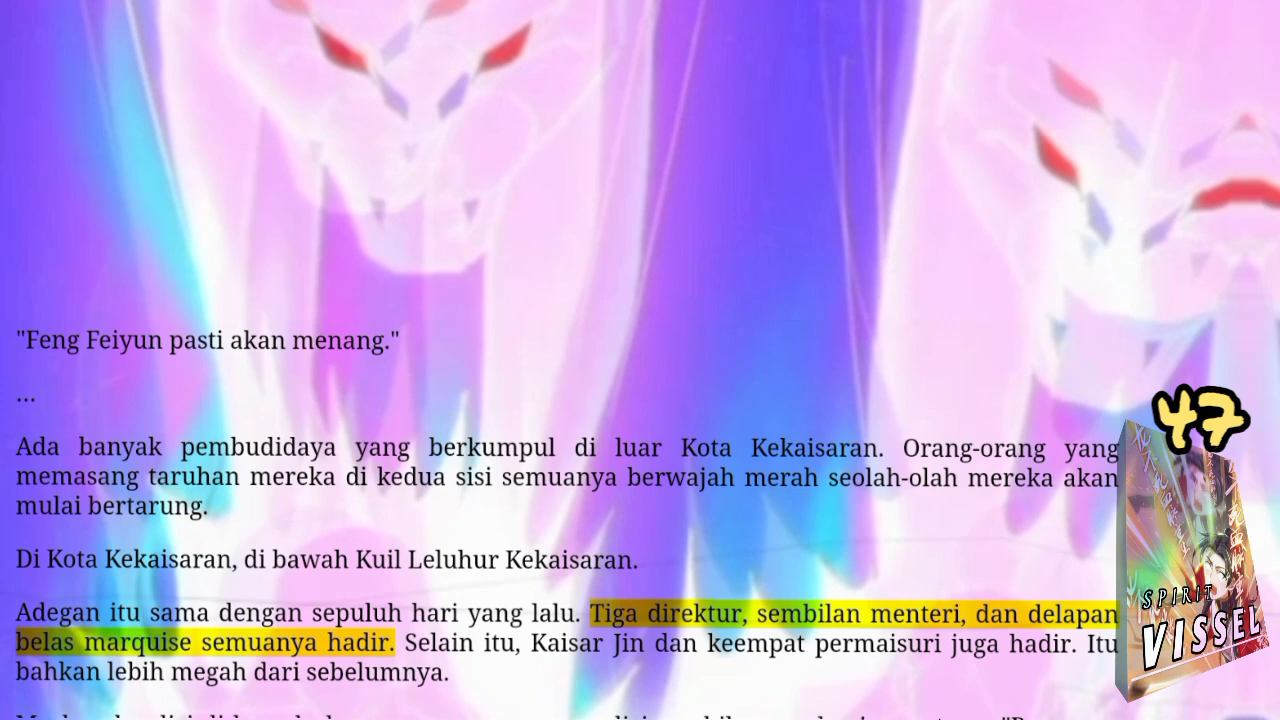 "Feng Feiyun pasti akan menang."
...
Ada banyak pembudidaya yang berkumpul di luar Kota Kekaisaran. Orang-orang yang
memasang taruhan mereka di kedua sisi semuanya berwajah merah seolah-olah mereka akan
mulai bertarung.
Di Kota Kekaisaran, di bawah Kuil Leluhur Kekaisaran.
Adegan itu sama dengan sepuluh hari yang lalu. Tiga direktur, sembilan menteri, dan delapan
belas marquise semuanya hadir. Selain itu, Kaisar Jin dan keempat permaisuri juga hadir. Itu
bahkan lebih megah dari sebelumnya.
47
SPIRIT
VISSEL